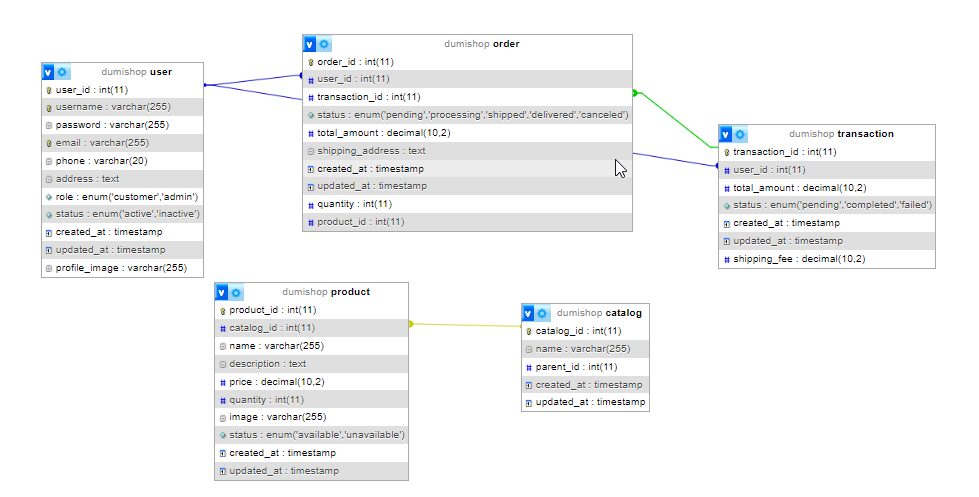 dumishop user
user_id : int(11)
username : varchar(255)
password : varchar(255)
email : varchar(255)
phone : varchar(20)
address : text
role : enum('customer','admin')
status : enum('active','inactive')
created_at : timestamp
updated_at : timestamp
profile_image : varchar(255)
v dumishop order
order_id : int(11)
# user_id : int(11)
# transaction_id : int(11)
status : enum('pending','processing','shipped','delivered','canceled')
# total_amount : decimal(10,2)
shipping_address : text
created_at : timestamp
updated_at : timestamp
# quantity : int(11)
# product_id : int(11)
v dumishop transaction
transaction_id : int(11)
# user_id : int(11)
# total_amount : decimal(10,2)
status : enum('pending','completed','failed')
created_at : timestamp
updated_at : timestamp
# shipping_fee : decimal(10,2)
v dumishop product
product_id : int(11)
# catalog_id : int(11)
name : varchar(255)
description : text
# price : decimal(10,2)
# quantity : int(11)
image : varchar(255)
status : enum('available','unavailable')
created_at : timestamp
updated_at : timestamp
v dumishop catalog
catalog_id : int(11)
name : varchar(255)
# parent_id : int(11)
created_at : timestamp
updated_at : timestamp